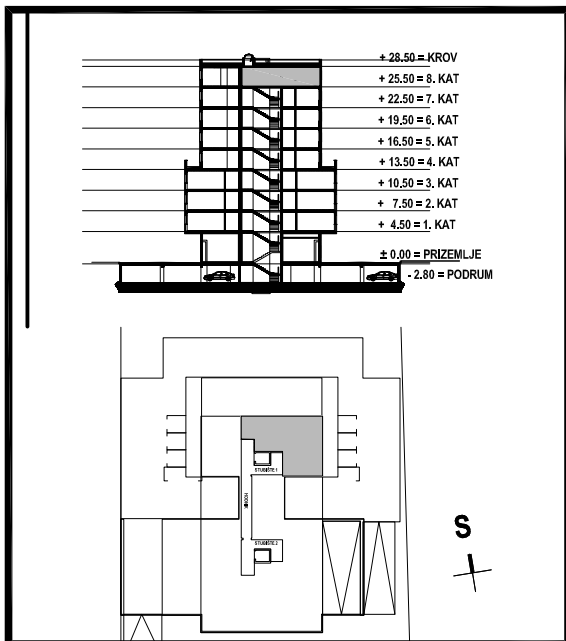 + 28.50 = KROV
+ 25.50 = 8. KAT
+ 22.50 = 7. KAT
+ 19.50 = 6. KAT
+ 16.50 = 5. KAT
+ 13.50 = 4. KAT
+ 10.50 = 3. KAT
+ 7.50 = 2. KAT
+ 4.50 = 1. KAT
± 0.00 = PRIZEMLJE
- 2.80 = PODRUM
STUBIŠTE 1
STUBIŠTE 2
S